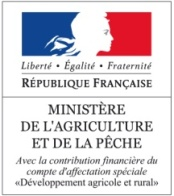 Liberté • Égalité • Fraternité
RÉPUBLIQUE FRANÇAISE
MINISTÈRE
DE L'AGRICULTURE
ET DE LA PÊCHE
Avec la contribution financière du
compte d'affectation spéciale
«Développement agricole et rural»